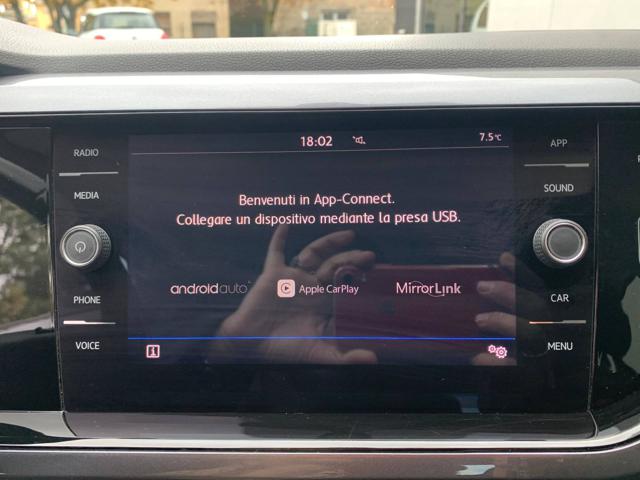 18:02
7.5°C
RADIO
MEDIA
PHONE
VOICE
Benvenuti in App-Connect.
Collegare un dispositivo mediante la presa USB.
androidauto
Apple CarPlay
MirrorLink
APP
SOUND
CAR
MENU